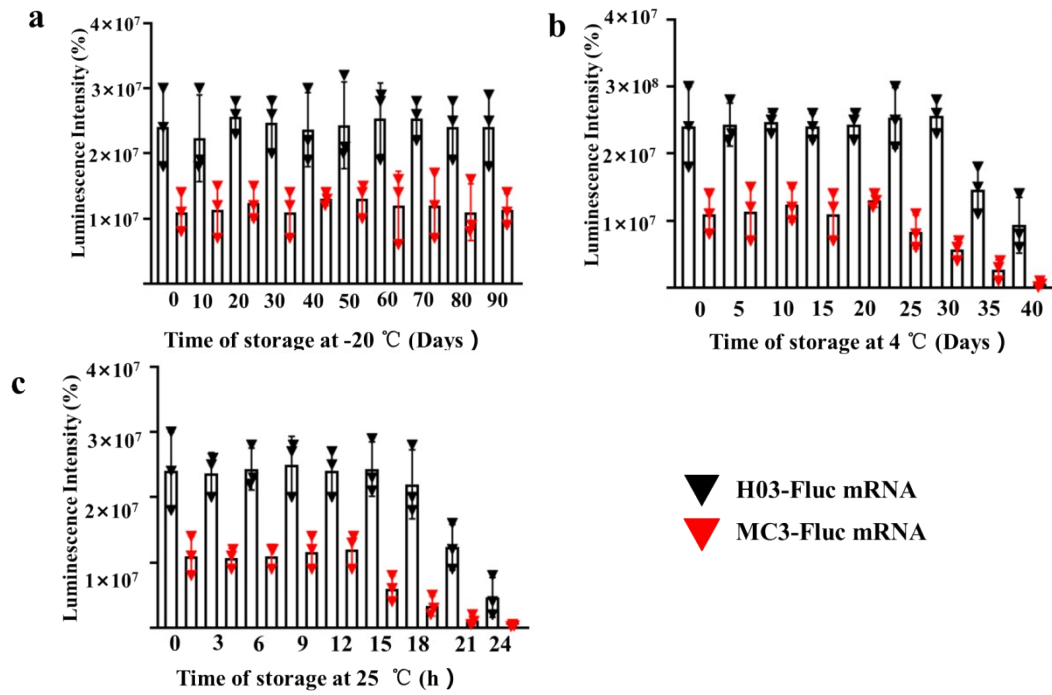 a
Luminescence Intensity (%)
4×10⁷
3×10⁷
2×10⁷
1×10⁷
0 10 20 30 40 50 60 70 80 90
Time of storage at -20 ℃ (Days )
b
Luminescence Intensity (%)
4×10⁷
3×10⁸
2×10⁸
1×10⁷
0 5 10 15 20 25 30 35 40
Time of storage at 4 ℃ (Days )
c
Luminescence Intensity (%)
4×10⁷
3×10⁷
2×10⁷
1×10⁷
0 3 6 9 12 15 18 21 24
Time of storage at 25 ℃ (h )
H03-Fluc mRNA
MC3-Fluc mRNA